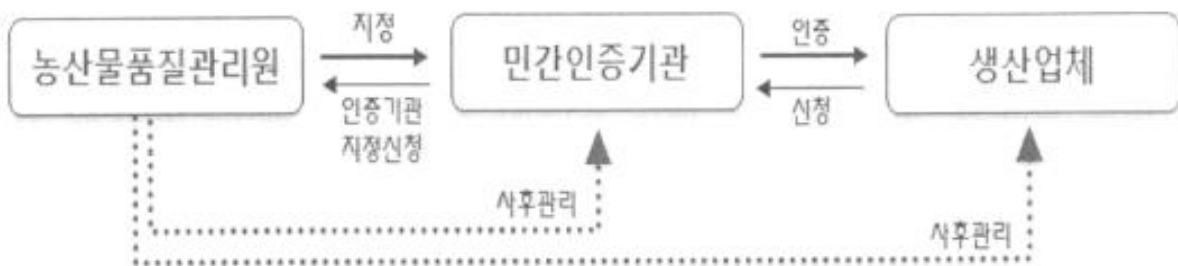 농산물품질관리원
지정
인증기관
지정신청
민간인증기관
인증
신청
생산업체
사후관리
사후관리